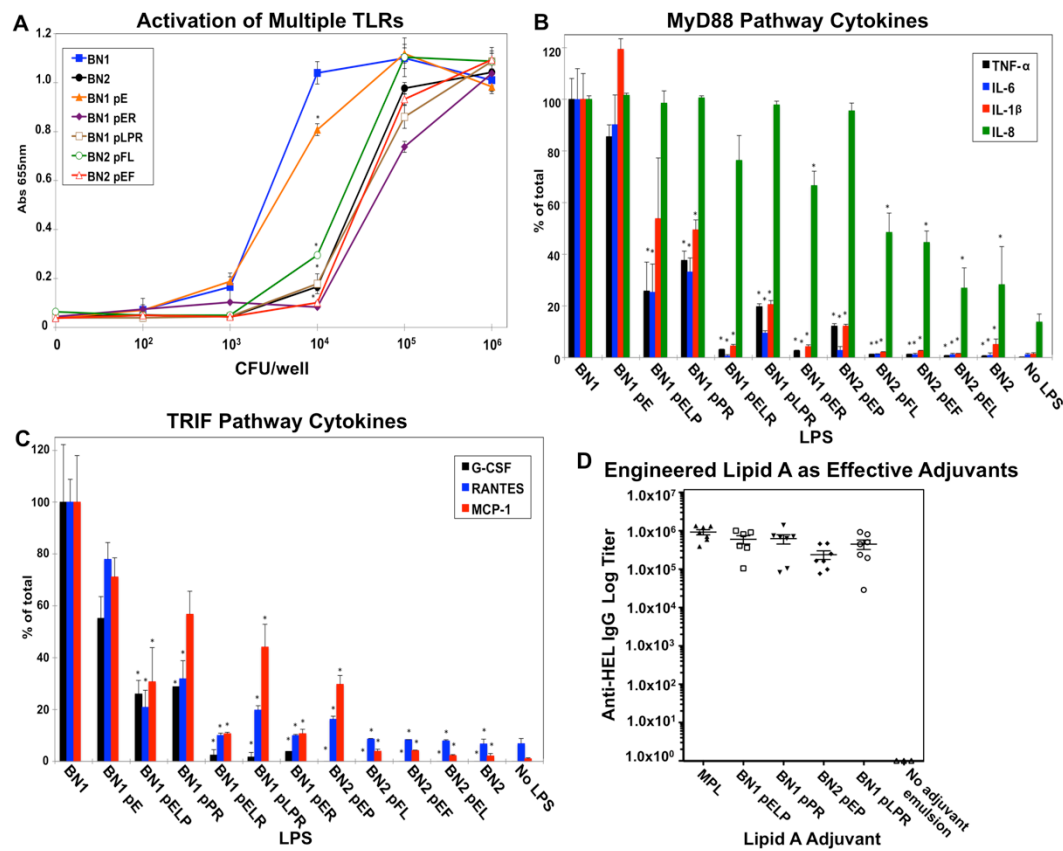 A
Activation of Multiple TLRs
BN1
BN2
BN1 pE
BN1 pER
BN1 pLPR
BN2 pFL
BN2 pEF
Abs 655nm
1.2
1.0
0.8
0.6
0.4
0.2
0
0 10² 10³ 10⁴ 10⁵ 10⁶
CFU/well
* * * *
B
MyD88 Pathway Cytokines
TNF-α
IL-6
IL-1β
IL-8
% of total
120
100
80
60
40
20
0
BN1
BN1 pE
BN1 pELP
BN1 pPR
BN1 pELR
BN1 pLPR
BN1 pER
BN2 pEP
BN2 pFL
BN2 pEF
BN2 pEL
BN2
No LPS
LPS
C
TRIF Pathway Cytokines
G-CSF
RANTES
MCP-1
% of total
120
100
80
60
40
20
0
BN1
BN1 pE
BN1 pELP
BN1 pPR
BN1 pELR
BN1 pLPR
BN1 pER
BN2 pEP
BN2 pFL
BN2 pEF
BN2 pEL
BN2
No LPS
LPS
D
Engineered Lipid A as Effective Adjuvants
Anti-HEL IgG Log Titer
1.0x10⁷
1.0x10⁶
1.0x10⁵
1.0x10⁴
1.0x10³
1.0x10²
1.0x10¹
1.0x10⁰
MPL
BN1 pELP
BN1 pPR
BN2 pEP
BN1 pLPR
No adjuvant
emulsion
Lipid A Adjuvant